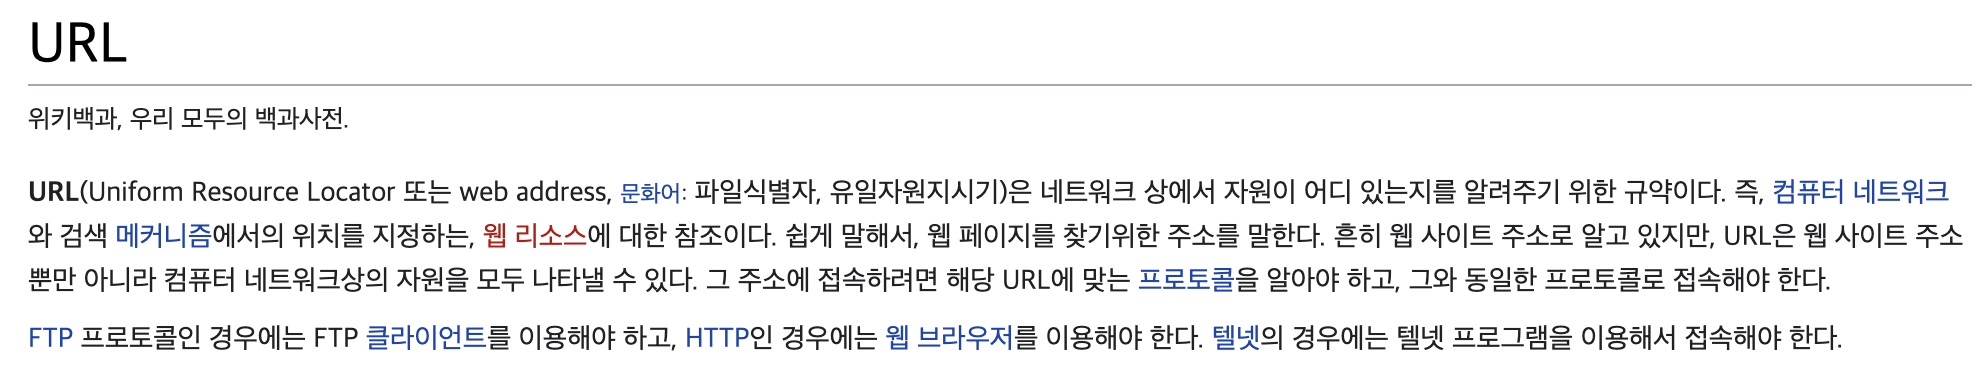 URL
위키백과, 우리 모두의 백과사전.
URL(Uniform Resource Locator 또는 web address, 문화어: 파일식별자, 유일자원지시기)은 네트워크 상에서 자원이 어디 있는지를 알려주기 위한 규약이다. 즉, 컴퓨터 네트워크
와 검색 메커니즘에서의 위치를 지정하는, 웹 리소스에 대한 참조이다. 쉽게 말해서, 웹 페이지를 찾기위한 주소를 말한다. 흔히 웹 사이트 주소로 알고 있지만, URL은 웹 사이트 주소
뿐만 아니라 컴퓨터 네트워크상의 자원을 모두 나타낼 수 있다. 그 주소에 접속하려면 해당 URL에 맞는 프로토콜을 알아야 하고, 그와 동일한 프로토콜로 접속해야 한다.
FTP 프로토콜인 경우에는 FTP 클라이언트를 이용해야 하고, HTTP인 경우에는 웹 브라우저를 이용해야 한다. 텔넷의 경우에는 텔넷 프로그램을 이용해서 접속해야 한다.